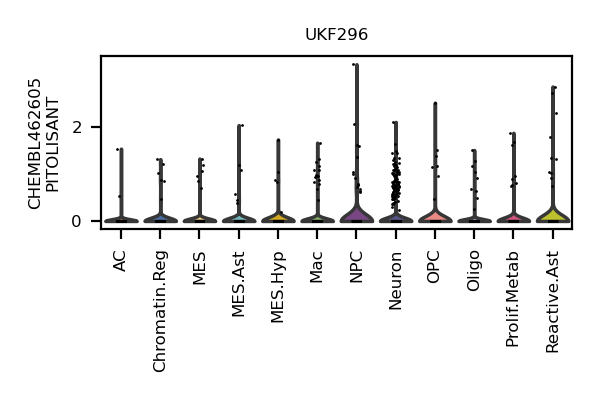 UKF296
CHEMBL462605
PITOLISANT
2
0
AC
Chromatin.Reg
MES
MES.Ast
MES.Hyp
Mac
NPC
Neuron
OPC
Oligo
Prolif.Metab
Reactive.Ast